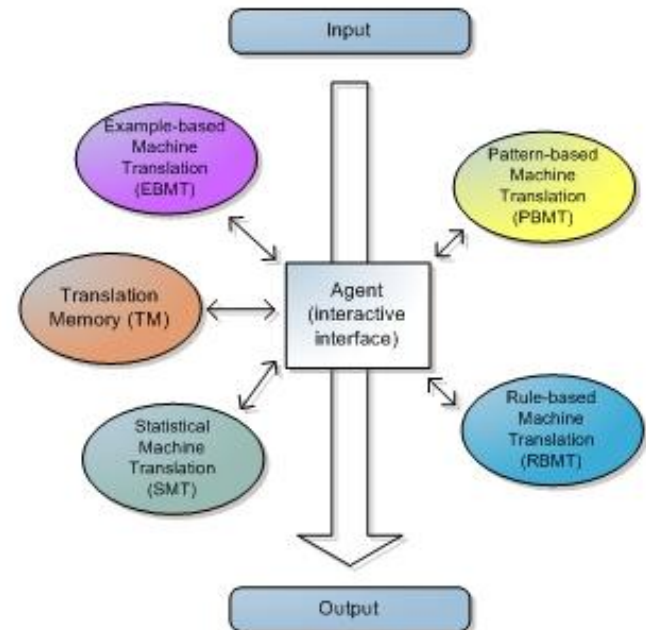 Input
Example-based
Machine
Translation
(EBMT)
Pattern-based
Machine
Translation
(PBMT)
Translation
Memory (TM)
Agent
(interactive
interface)
Statistical
Machine
Translation
(SMT)
Rule-based
Machine
Translation
(RBMT)
Output